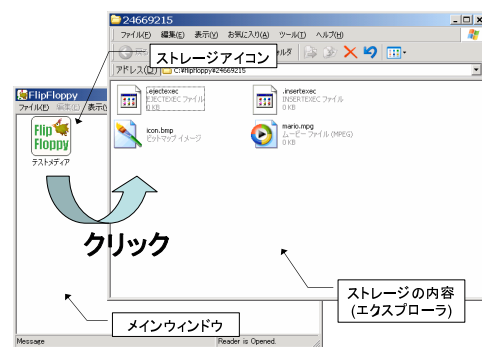 24669215
ファイル(F) 編集(E) 表示(V) お気に入り(A) ツール(T) ヘルプ(H)
ストレージアイコン
アドレス(D) C:¥flipfloppy¥24669215
.ejectexec
EJECTEXEC ファイル
0 KB
.insertexec
INSERTEXEC ファイル
0 KB
icon.bmp
ビットマップ イメージ
mario.mpg
ムービー ファイル (MPEG)
0 KB
FlipFloppy
ファイル(F) 編集(E) 表示(V)
Flip
Floppy
テストメディア
クリック
ストレージの内容
(エクスプローラ)
メインウィンドウ
Message
Reader is Opened.